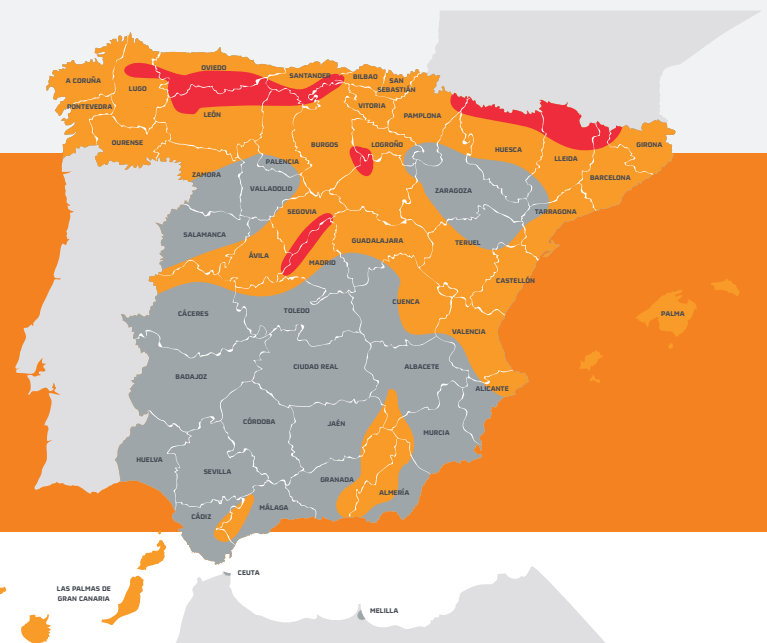 OVIEDO
SANTANDER
BILBAO
SAN
SEBASTIÁN
A CORUÑA
LUGO
PONTEVEDRA
LEÓN
VITORIA
PAMPLONA
OURENSE
BURGOS
LOGROÑO
HUESCA
LLEIDA
GIRONA
PALENCIA
ZAMORA
VALLADOLID
ZARAGOZA
BARCELONA
SEGOVIA
TARRAGONA
SALAMANCA
GUADALAJARA
TERUEL
ÁVILA
MADRID
CASTELLÓN
CUENCA
CÁCERES
TOLEDO
PALMA
VALENCIA
CIUDAD REAL
ALBACETE
BADAJOZ
ALICANTE
CÓRDOBA
JAÉN
MURCIA
HUELVA
SEVILLA
GRANADA
ALMERÍA
CÁDIZ
MÁLAGA
CEUTA
LAS PALMAS DE
GRAN CANARIA
MELILLA